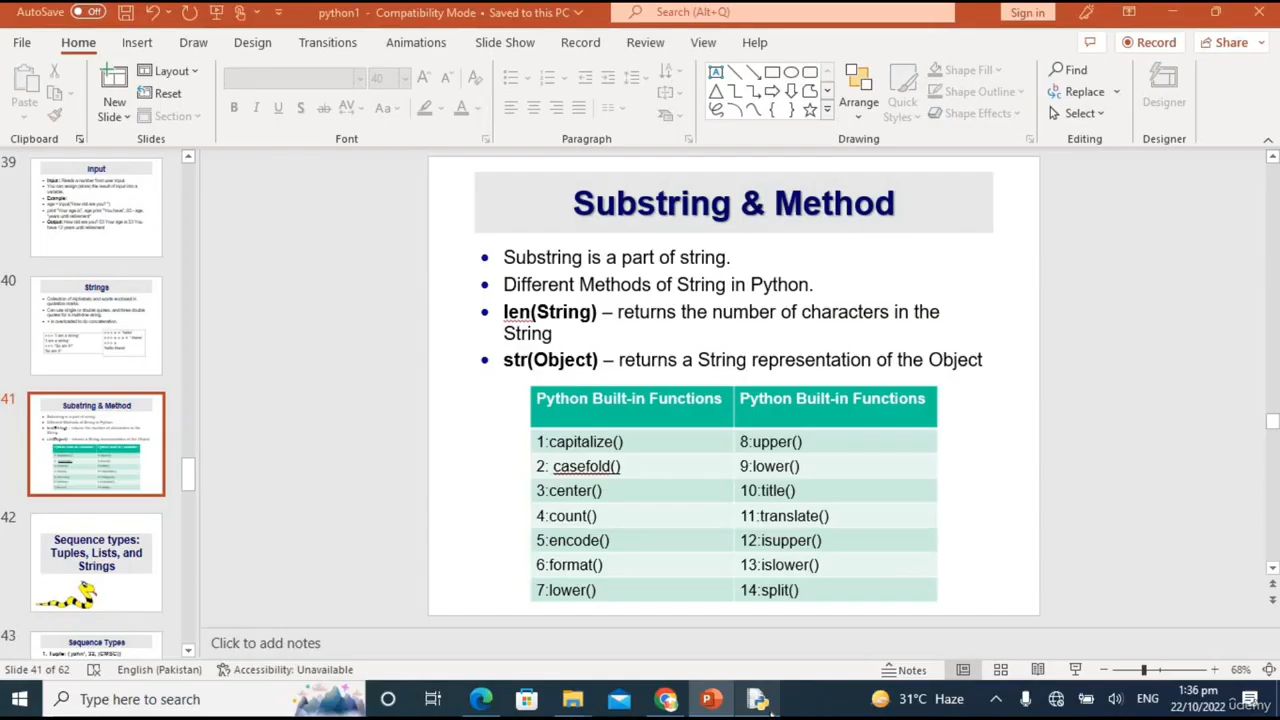 AutoSave Off python1 - Compatibility Mode • Saved to this PC Search (Alt+Q) Sign in
File Home Insert Draw Design Transitions Animations Slide Show Record Review View Help Record Share
Paste
New
Slide
Layout
Reset
Section
Arrange
Quick
Styles
Shape Fill
Shape Outline
Shape Effects
Find
Replace
Select
Designer
Clipboard Slides Font Paragraph Drawing Editing Designer
39
Input
40
Strings
41
Substring & Method
42
Sequence types:
Tuples, Lists, and
Strings
43
Sequence Types
Substring & Method
• Substring is a part of string.
• Different Methods of String in Python.
• len(String) – returns the number of characters in the
String
• str(Object) – returns a String representation of the Object
Python Built-in Functions Python Built-in Functions
1:capitalize() 8:upper()
2: casefold() 9:lower()
3:center() 10:title()
4:count() 11:translate()
5:encode() 12:isupper()
6:format() 13:islower()
7:lower() 14:split()
Click to add notes
Slide 41 of 62 English (Pakistan) Accessibility: Unavailable Notes 68%
Type here to search 31°C Haze ENG 1:36 pm
22/10/2022
udemy